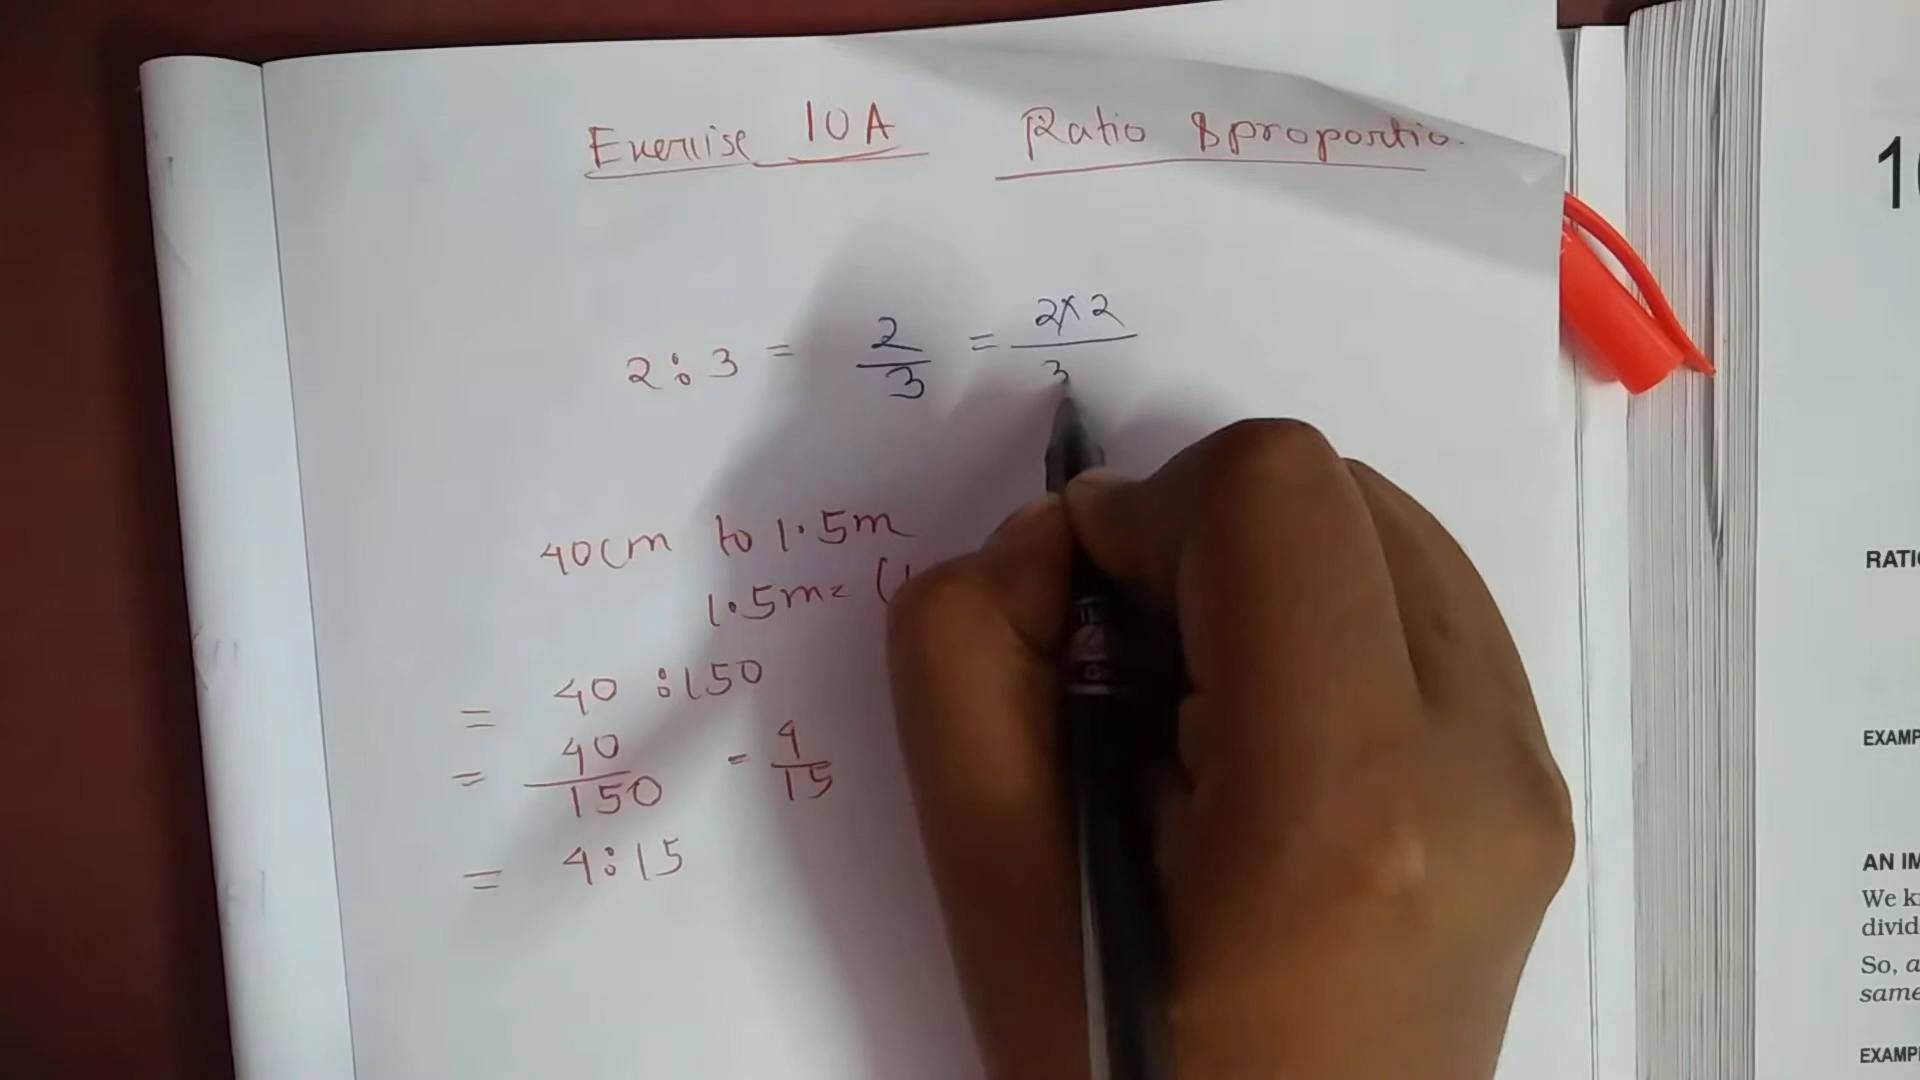 Exercise 10A Ratio & proportio.
2:3 = 2/3 = 2×2/3
40cm to 1.5m
1.5m = (1
= 40 :150
= 40/150 - 4/15
= 4:15
RATI
EXAMP
AN IM
We k
divid
So, a
same
EXAMP